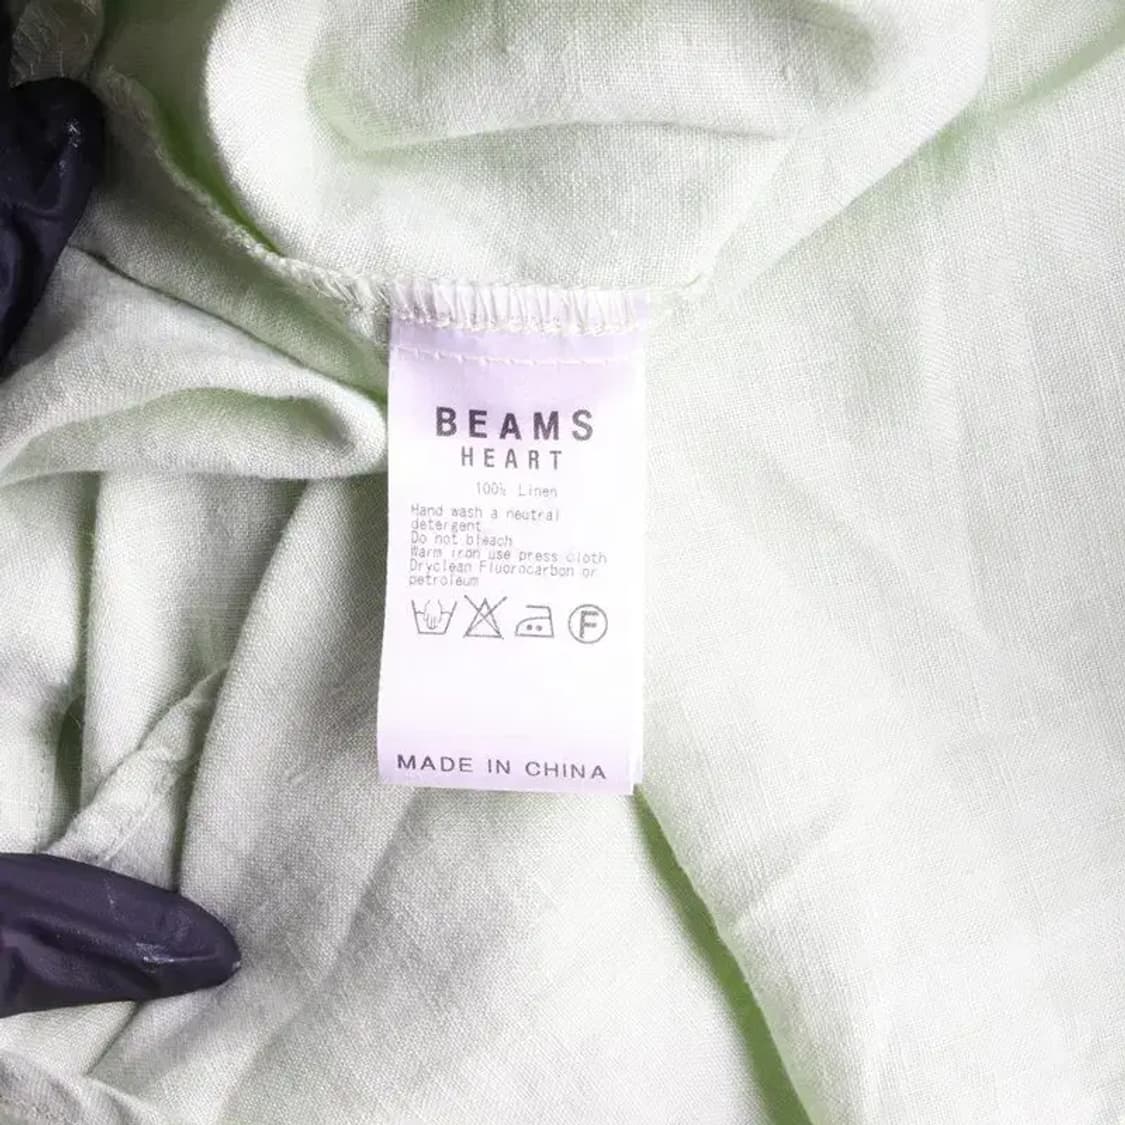 BEAMS
HEART
100% Linen
Hand wash a neutral
detergent
Do not bleach
Warm iron use press cloth
Dryclean Fluorocarbon or
petroleum
F
MADE IN CHINA